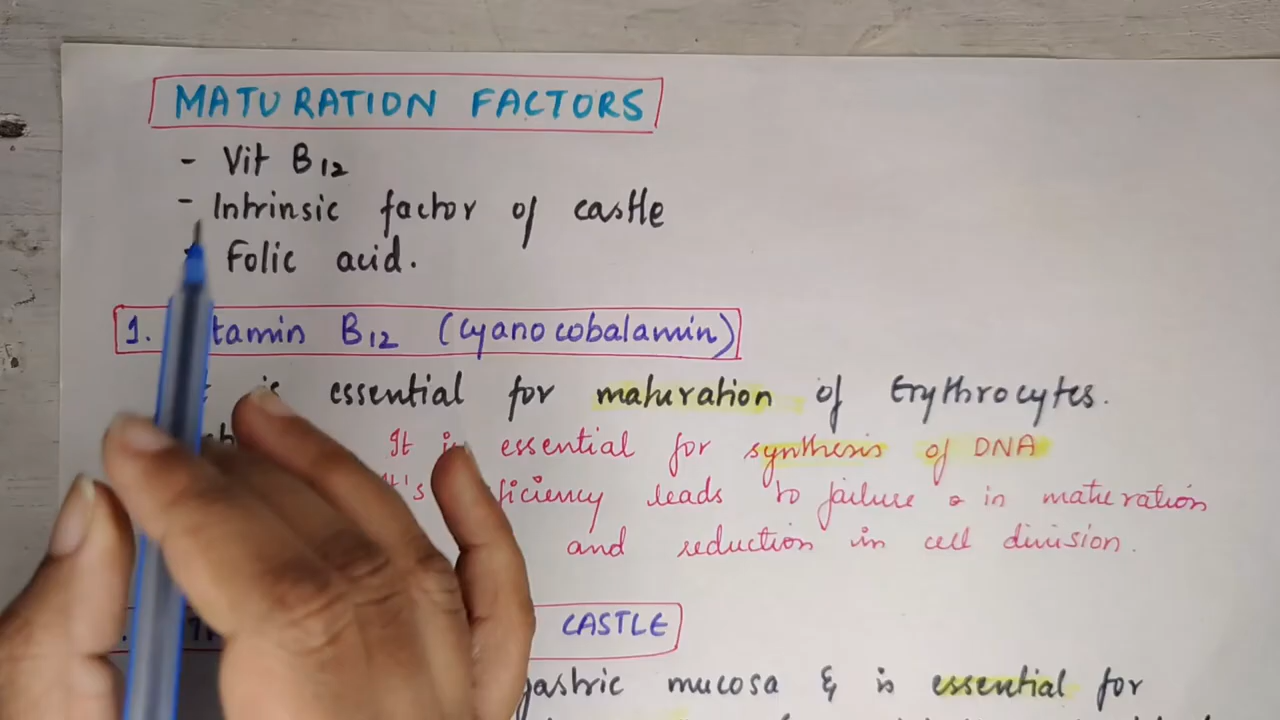 MATURATION FACTORS
- Vit B12
- Intrinsic factor of castle
Folic acid.
1. tamin B12 (cyanocobalamin)
is essential for maturation of Erythrocytes.
It is essential for synthesis of DNA
leads to failure in maturation
and reduction in cell division.
CASTLE
gastric mucosa & is essential for